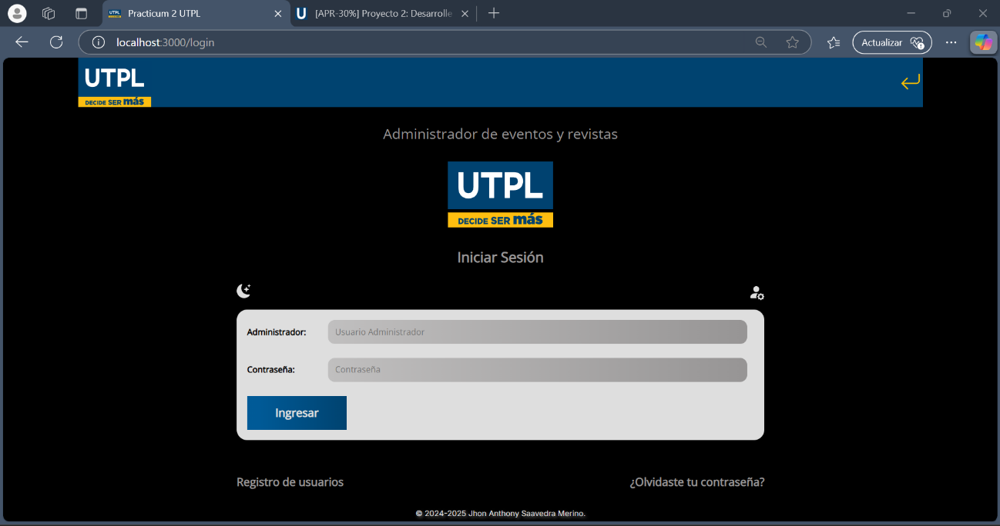 Practicum 2 UTPL
[APR-30%] Proyecto 2: Desarrolle
localhost:3000/login
Actualizar
UTPL
DECIDE SER más
Administrador de eventos y revistas
UTPL
DECIDE SER más
Iniciar Sesión
Administrador:
Usuario Administrador
Contraseña:
Contraseña
Ingresar
Registro de usuarios
¿Olvidaste tu contraseña?
© 2024-2025 Jhon Anthony Saavedra Merino.